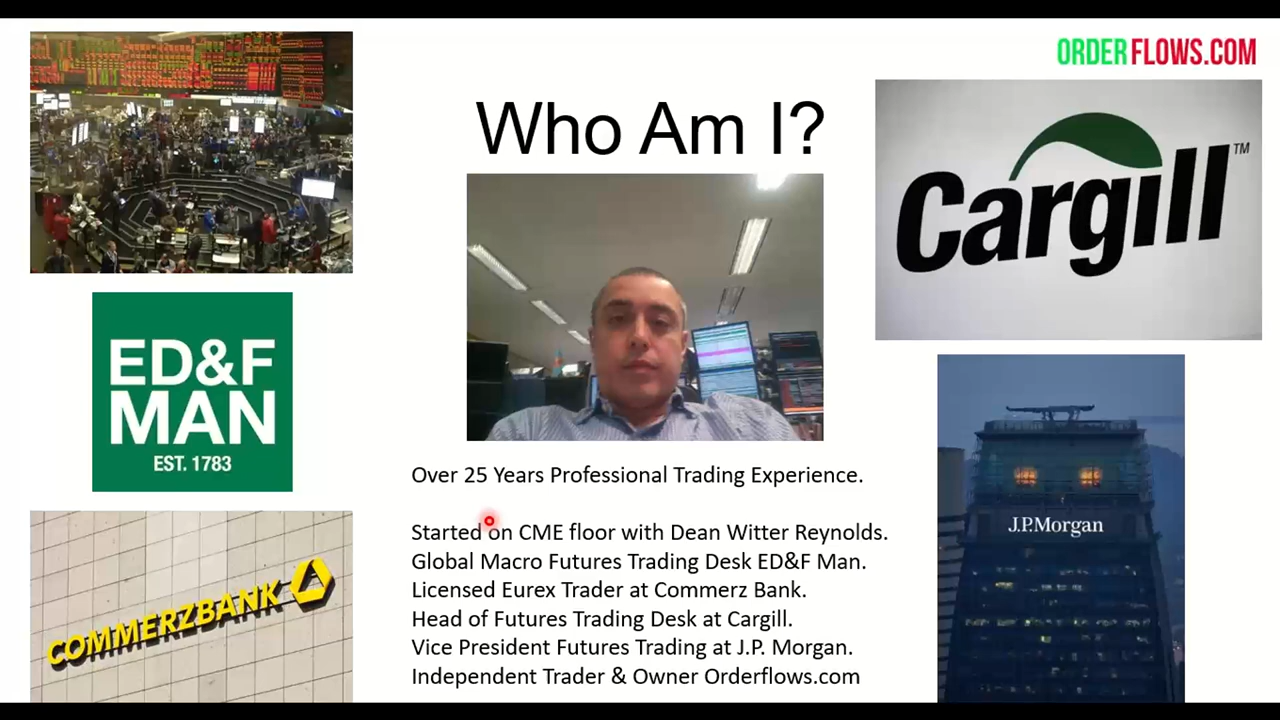 ORDERFLOWS.COM
Who Am I?
Cargill™
ED&F
MAN
EST. 1783
COMMERZBANK
J.P.Morgan
Over 25 Years Professional Trading Experience.
Started on CME floor with Dean Witter Reynolds.
Global Macro Futures Trading Desk ED&F Man.
Licensed Eurex Trader at Commerz Bank.
Head of Futures Trading Desk at Cargill.
Vice President Futures Trading at J.P. Morgan.
Independent Trader & Owner Orderflows.com